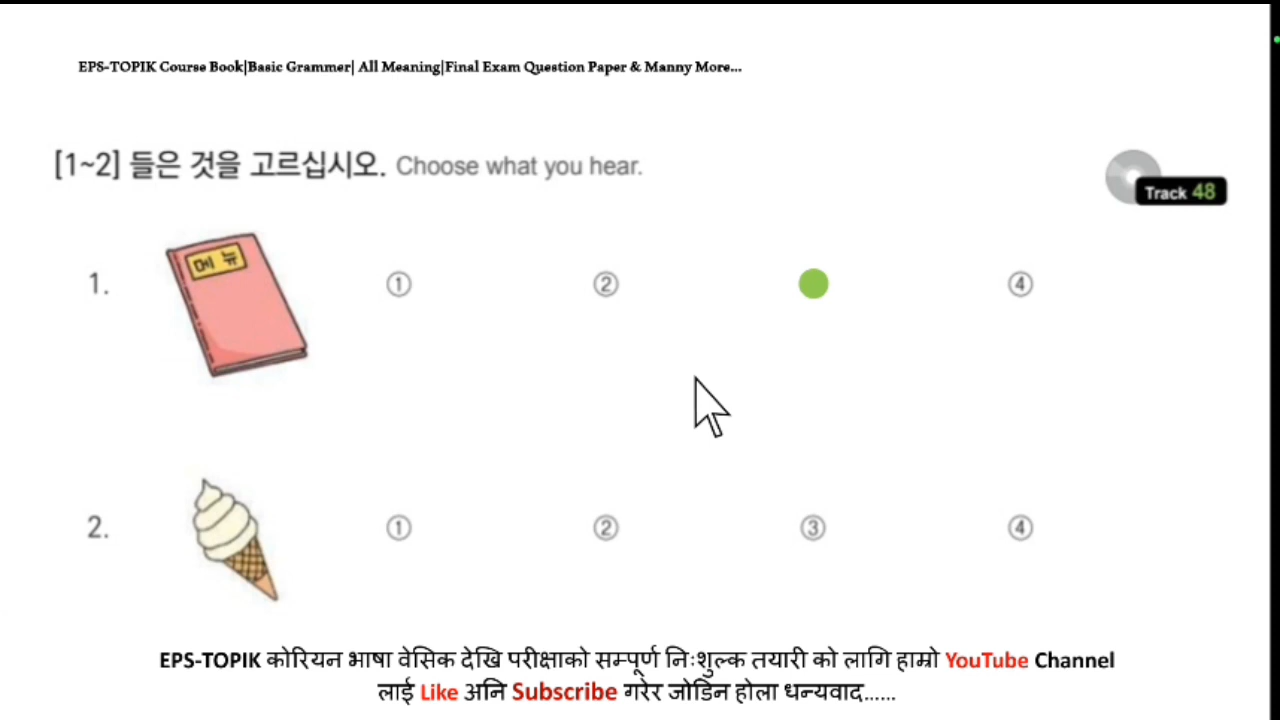 EPS-TOPIK Course Book|Basic Grammer| All Meaning|Final Exam Question Paper & Manny More...
[1~2] 들은 것을 고르십시오. Choose what you hear.
Track 48
메뉴
1. ① ② ④
2. ① ② ③ ④
EPS-TOPIK कोरियन भाषा वेसिक देखि परीक्षाको सम्पूर्ण निःशुल्क तयारी को लागि हाम्रो YouTube Channel
लाई Like अनि Subscribe गरेर जोडिन होला धन्यवाद......